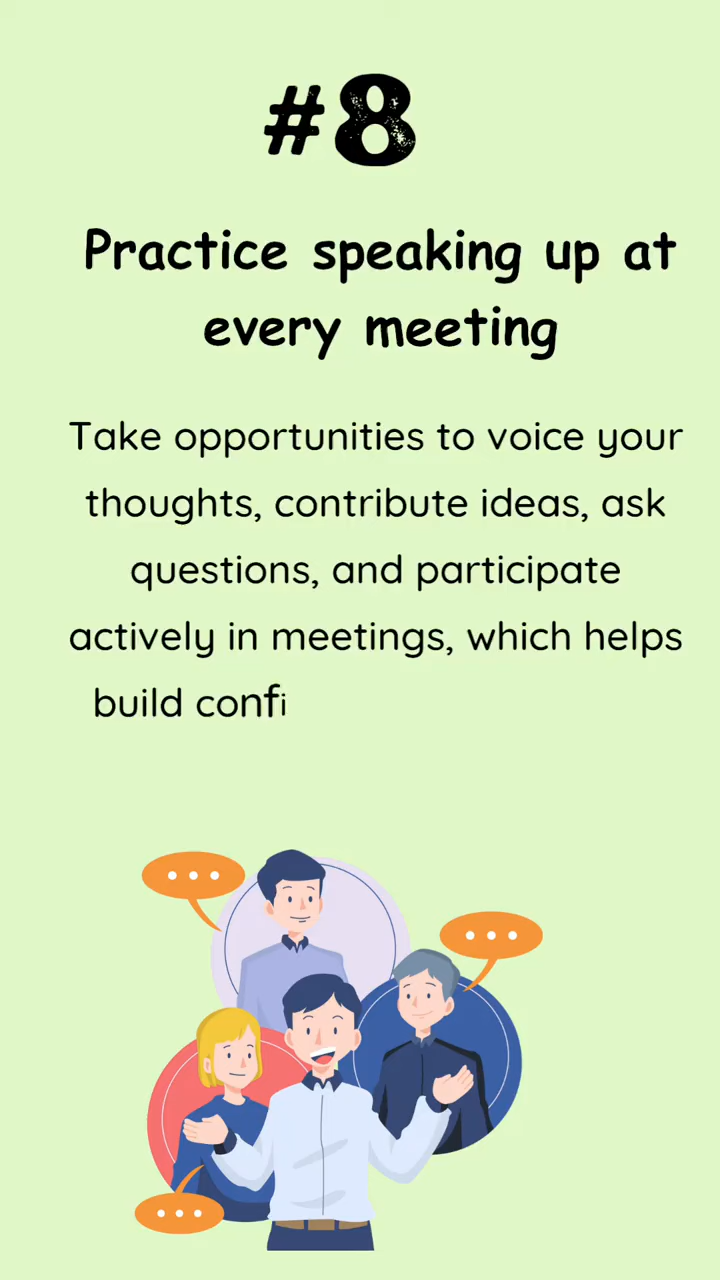 #8
Practice speaking up at
every meeting
Take opportunities to voice your
thoughts, contribute ideas, ask
questions, and participate
actively in meetings, which helps
build confi